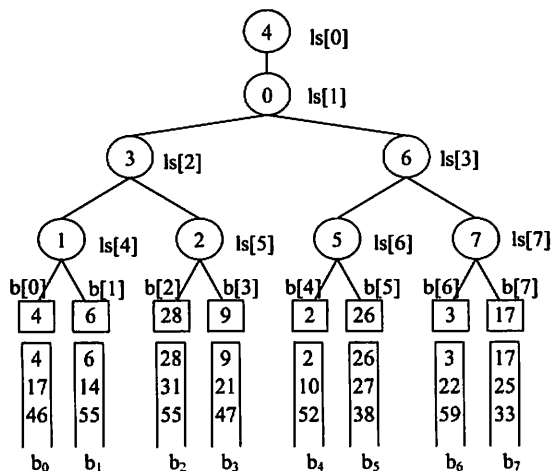 4 ls[0]
0 ls[1]
3 ls[2] 6 ls[3]
1 ls[4] 2 ls[5] 5 ls[6] 7 ls[7]
b[0] b[1] b[2] b[3] b[4] b[5] b[6] b[7]
4 6 28 9 2 26 3 17
4 6 28 9 2 26 3 17
17 14 31 21 10 27 22 25
46 55 55 47 52 38 59 33
b₀ b₁ b₂ b₃ b₄ b₅ b₆ b₇